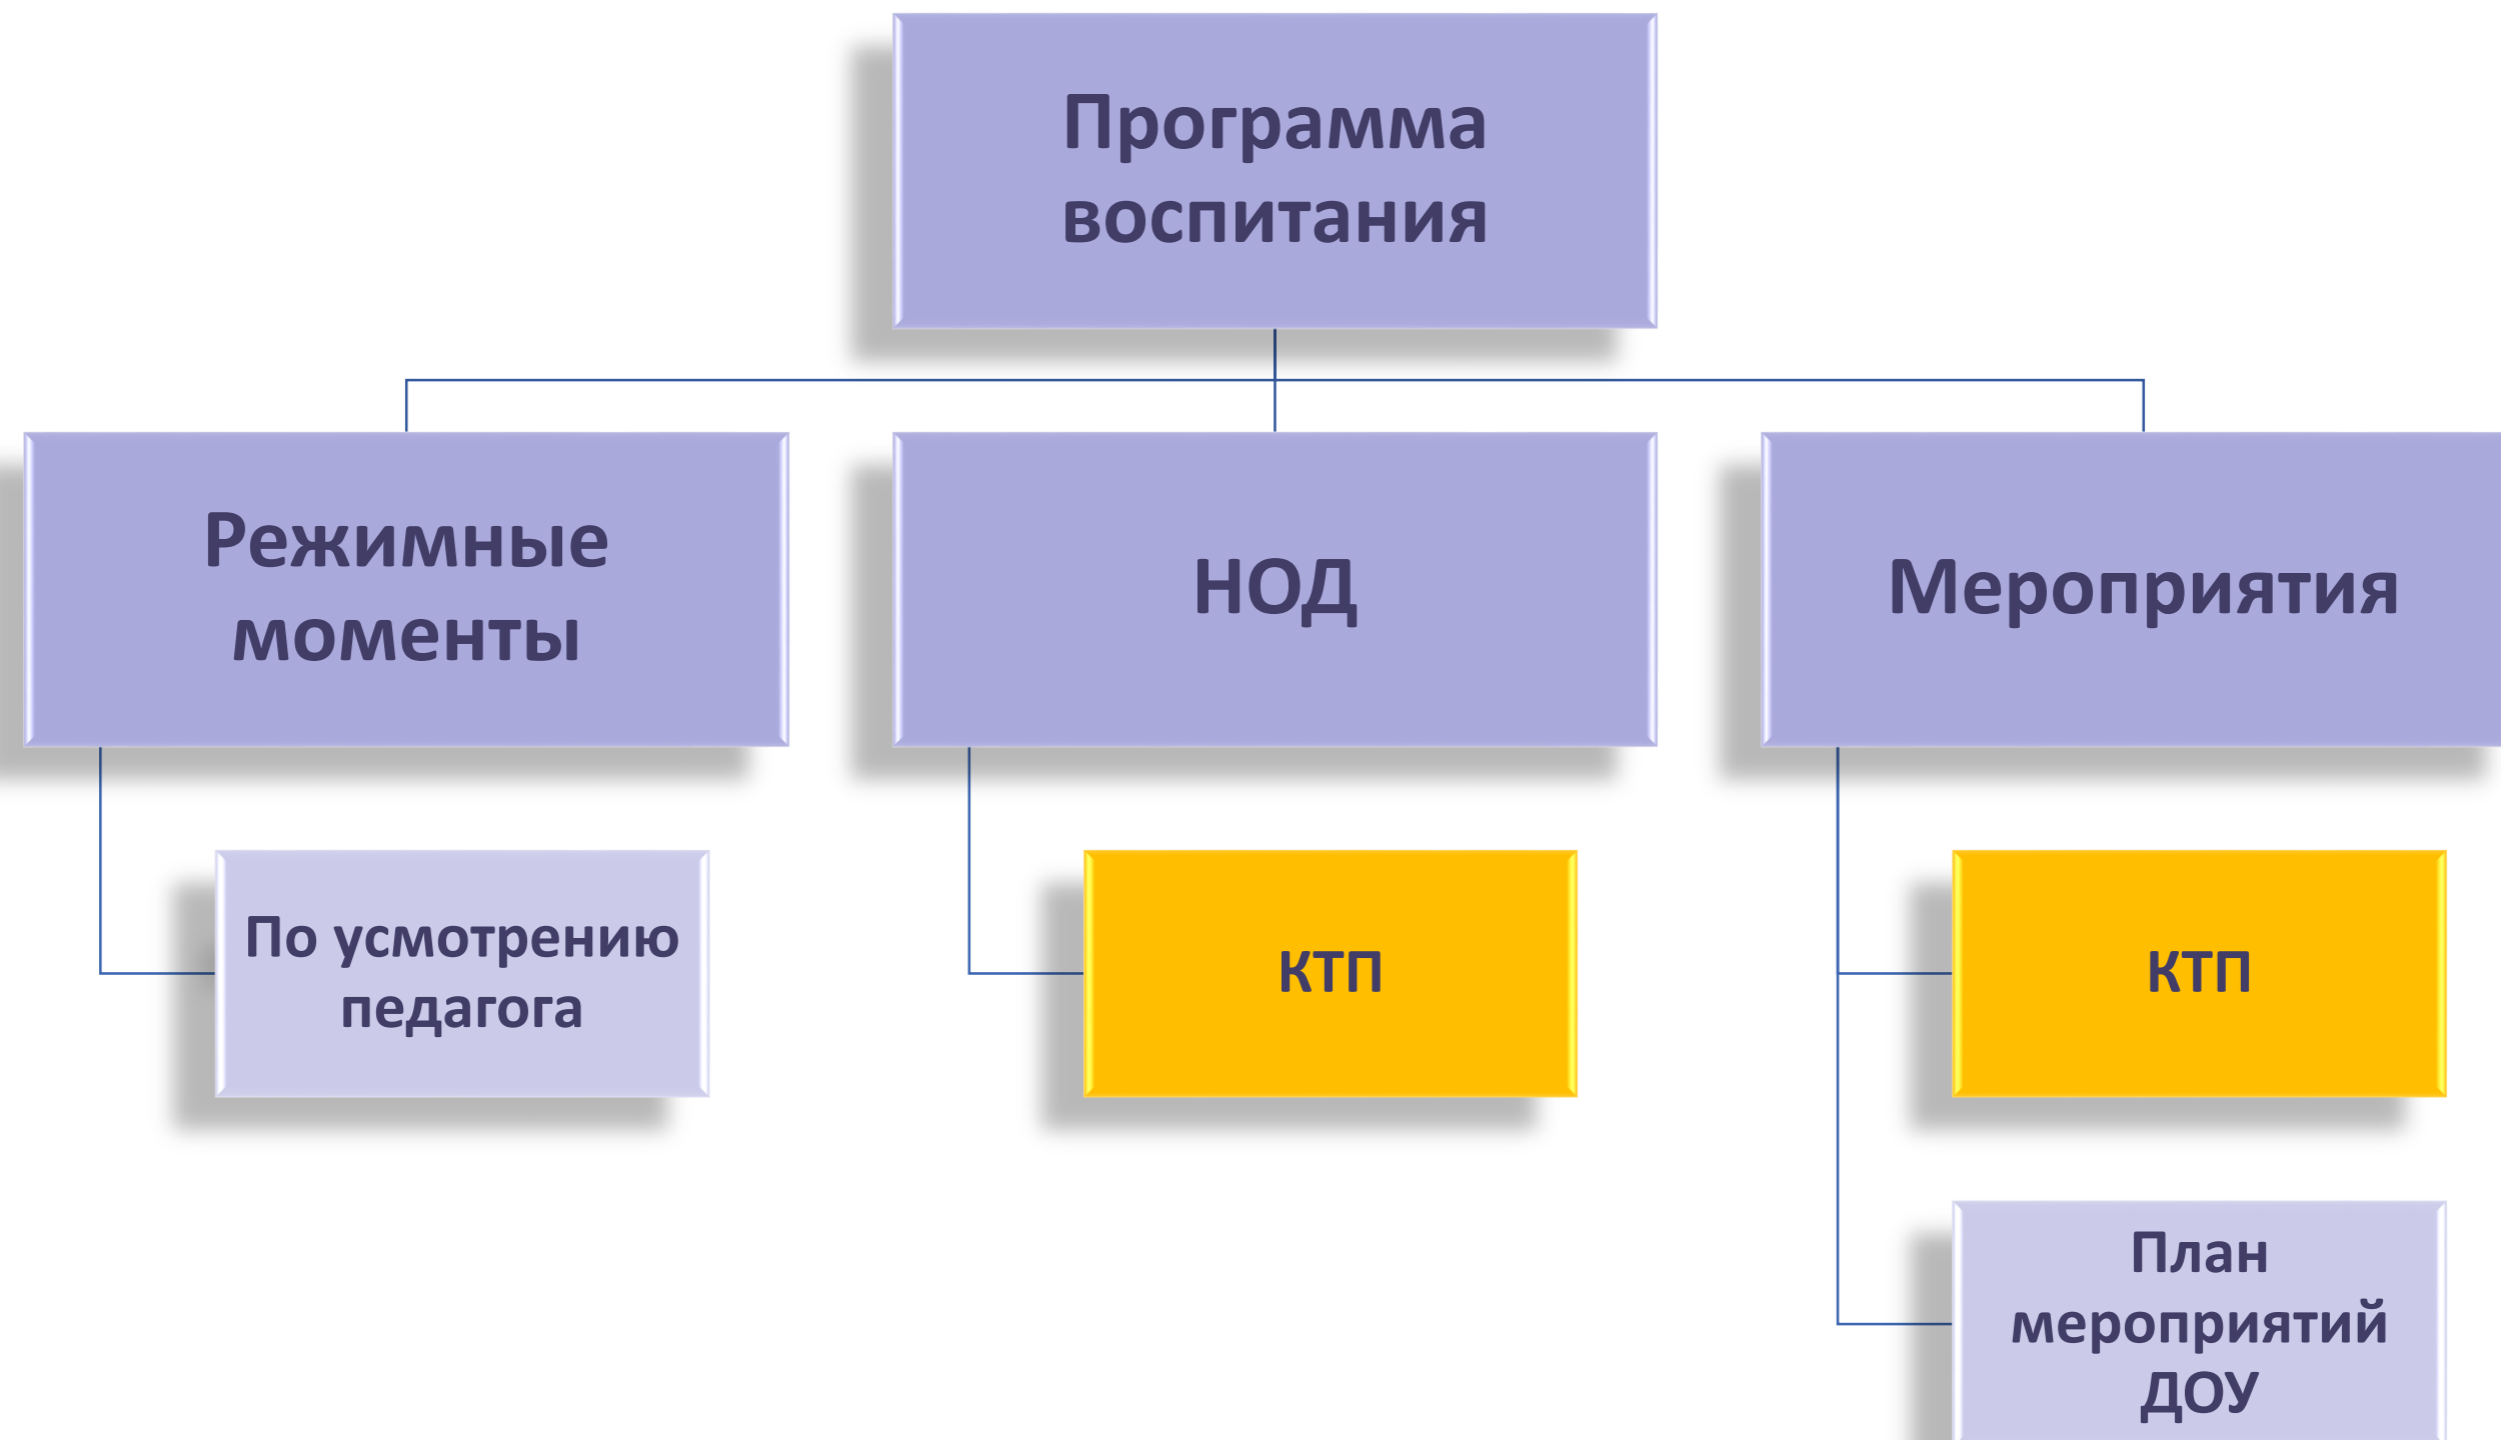 Программа
воспитания
Режимные
моменты
НОД
Мероприятия
По усмотрению
педагога
КТП
КТП
План
мероприятий
ДОУ